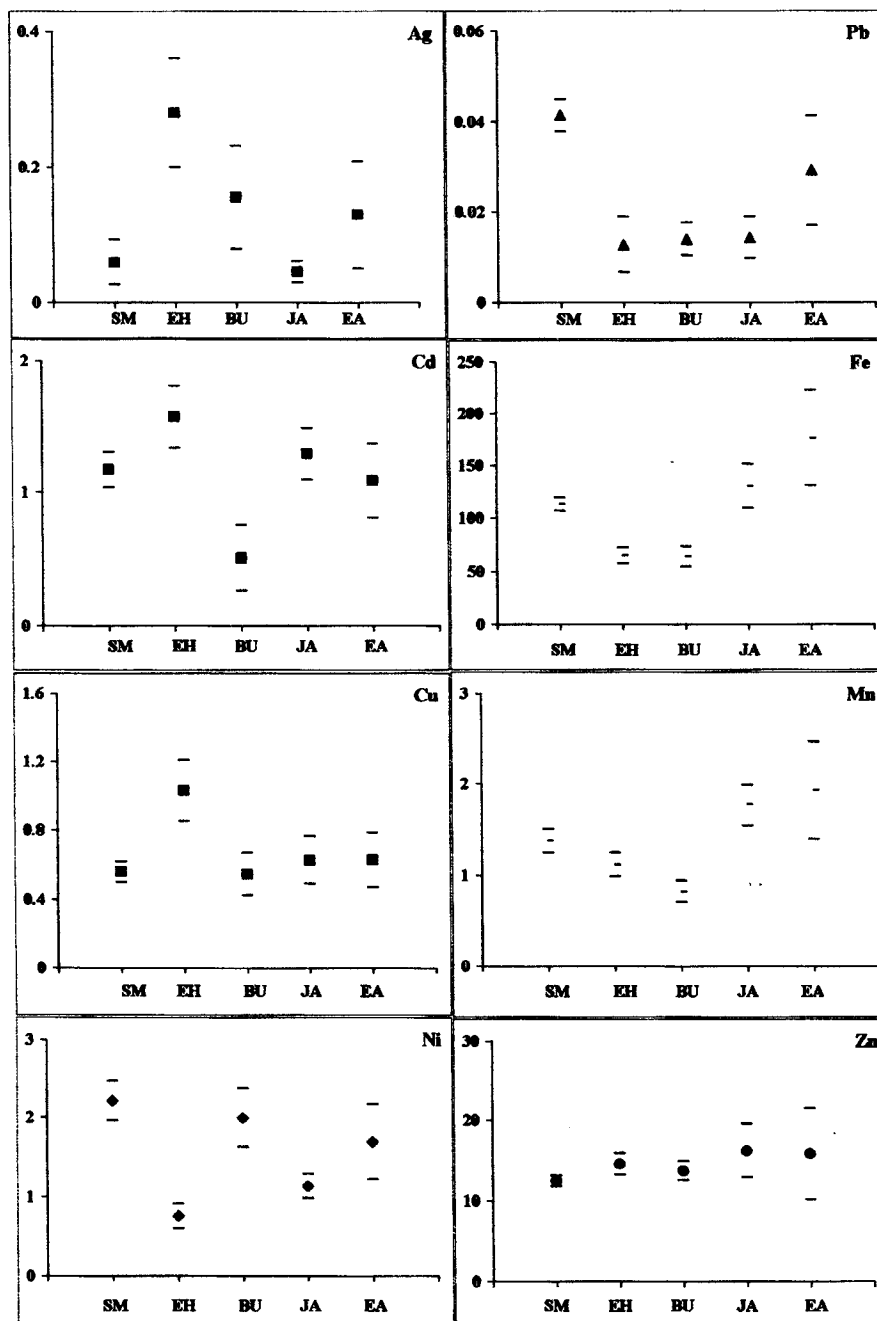 Ag
0.4
0.2
0
SM EH BU JA EA
Pb
0.06
0.04
0.02
0
SM EH BU JA EA
Cd
2
1
0
SM EH BU JA EA
Fe
250
200
150
100
50
0
SM EH BU JA EA
Cu
1.6
1.2
0.8
0.4
0
SM EH BU JA EA
Mn
3
2
1
0
SM EH BU JA EA
Ni
3
2
1
0
SM EH BU JA EA
Zn
30
20
10
0
SM EH BU JA EA